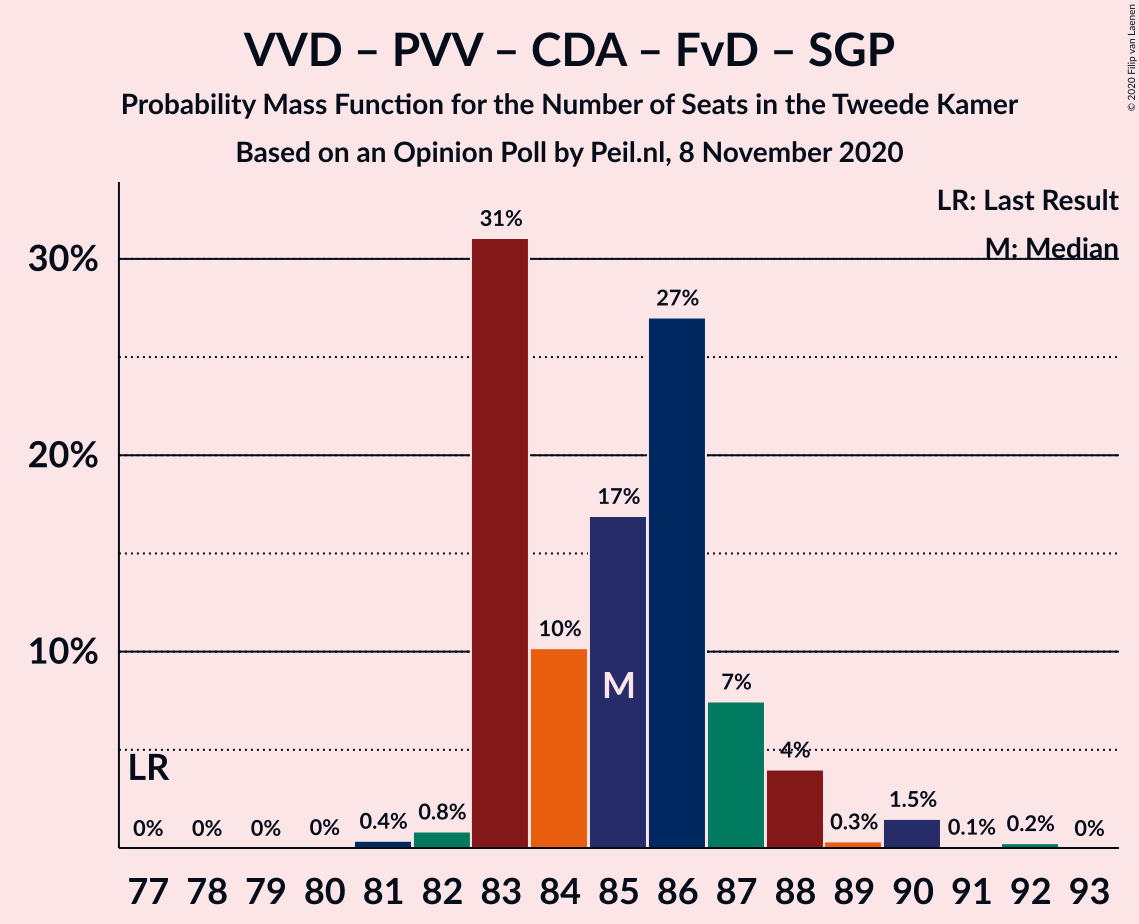 VVD – PVV – CDA – FvD – SGP
Probability Mass Function for the Number of Seats in the Tweede Kamer
Based on an Opinion Poll by Peil.nl, 8 November 2020
© 2020 Filip van Laenen
LR: Last Result
M: Median
30%
20%
10%
31%
27%
17%
10%
7%
4%
M
LR
0%
0%
0%
0%
0.4%
0.8%
0.3%
1.5%
0.1%
0.2%
0%
77 78 79 80 81 82 83 84 85 86 87 88 89 90 91 92 93